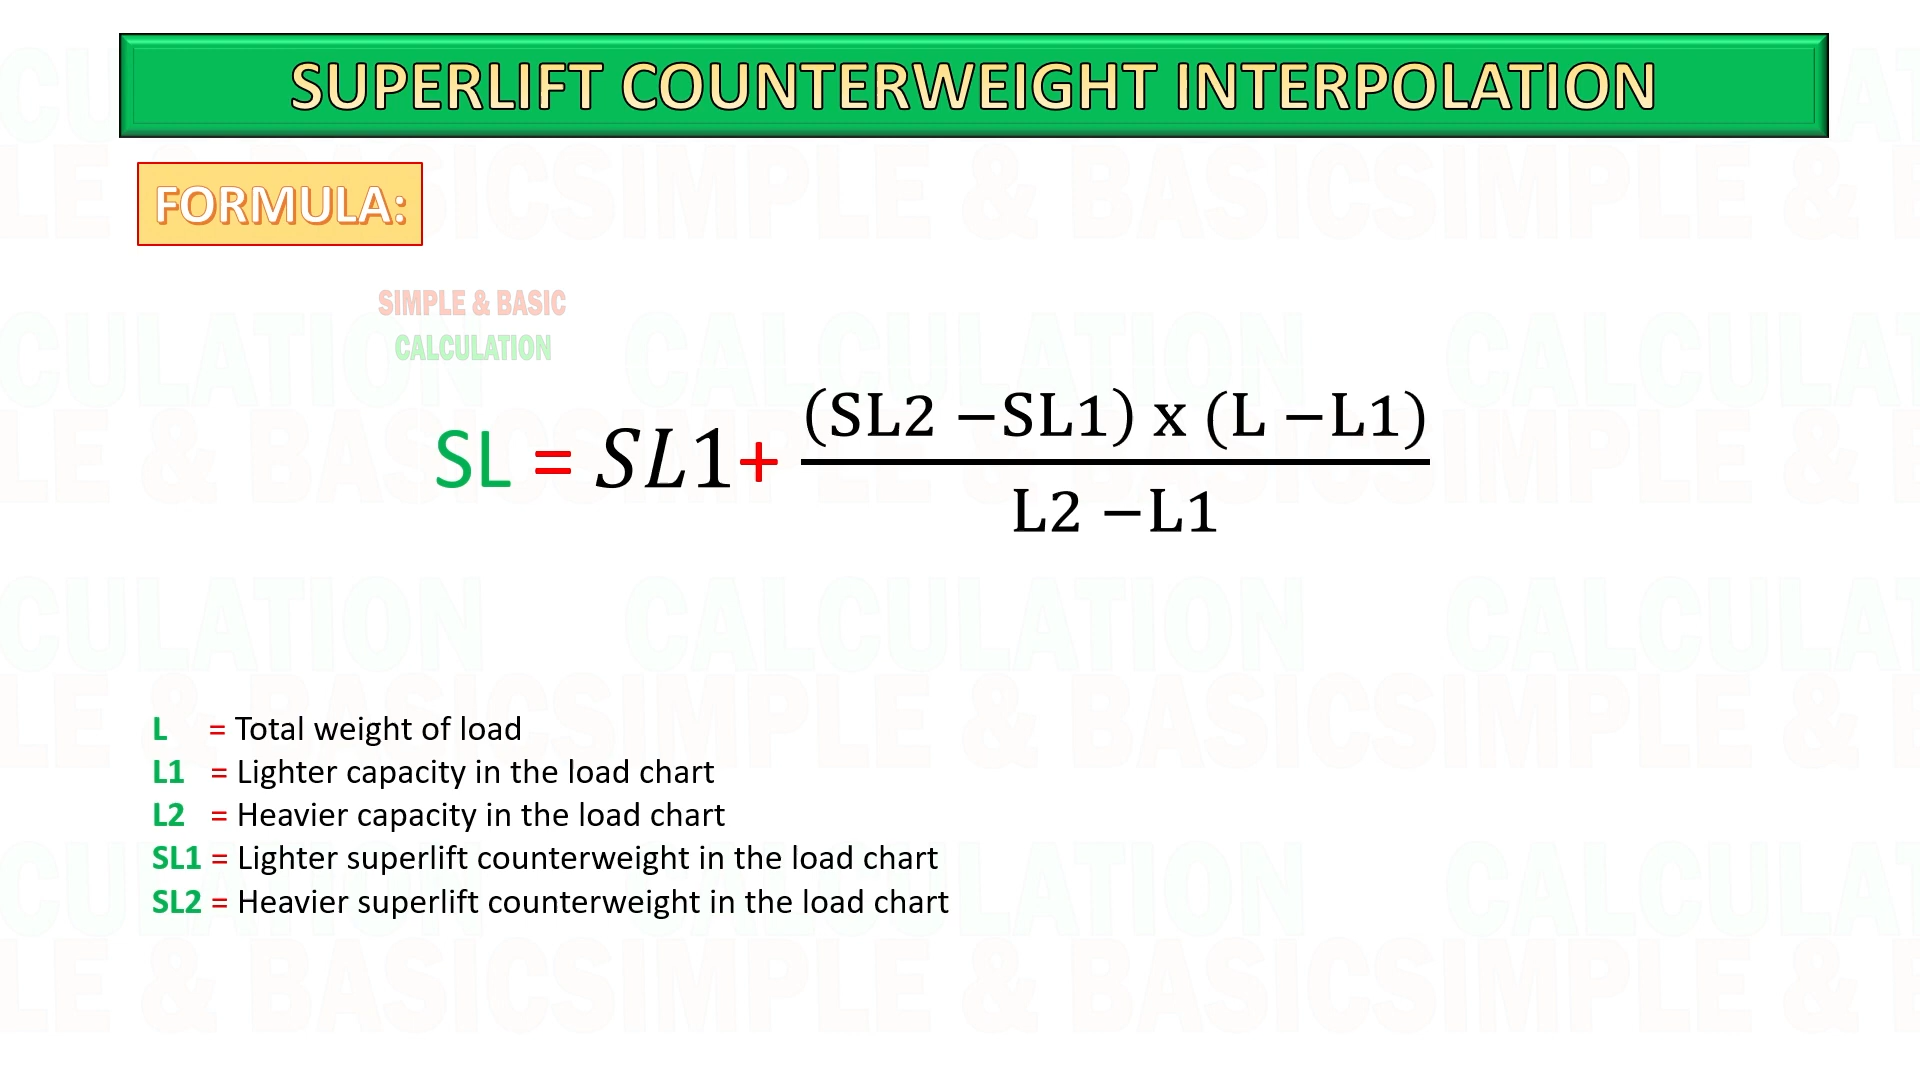 SUPERLIFT COUNTERWEIGHT INTERPOLATION
FORMULA:
SIMPLE & BASIC
CALCULATION
SL = SL1+ (SL2 −SL1) x (L −L1)
L2 −L1
L = Total weight of load
L1 = Lighter capacity in the load chart
L2 = Heavier capacity in the load chart
SL1 = Lighter superlift counterweight in the load chart
SL2 = Heavier superlift counterweight in the load chart